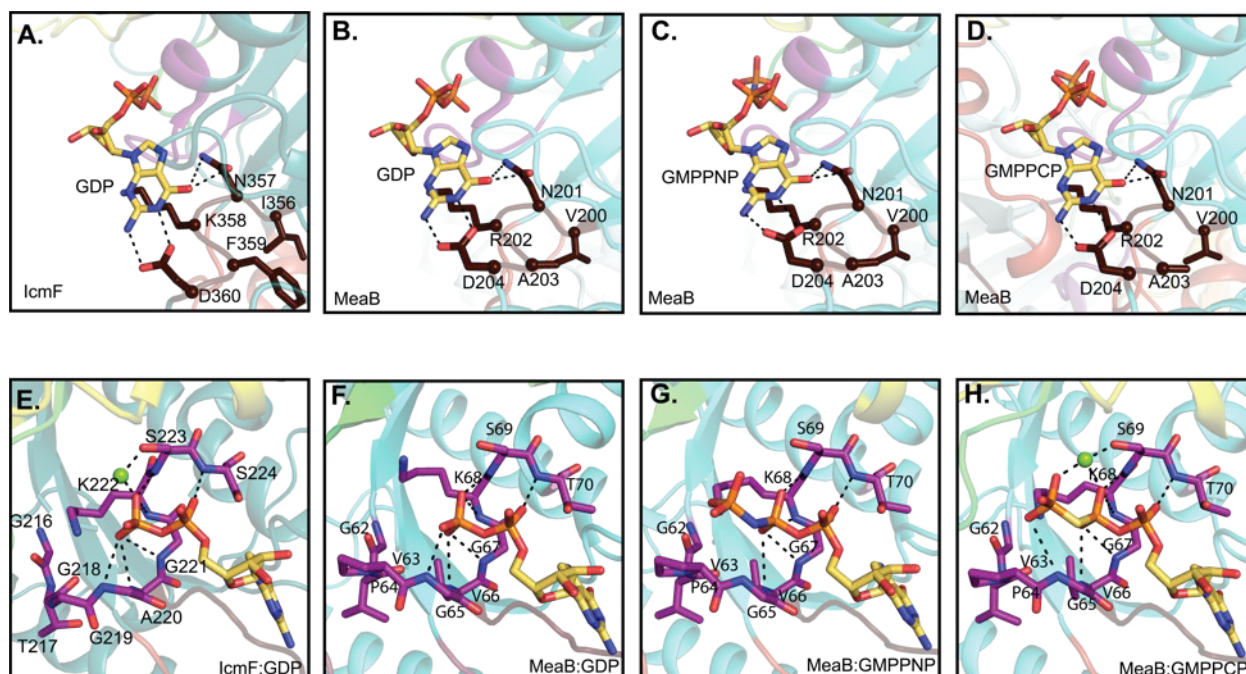 A.
GDP
N357
I356
K358
F359
D360
IcmF
B.
GDP
N201
V200
R202
D204 A203
MeaB
C.
GMPPNP
N201
V200
R202
D204 A203
MeaB
D.
GMPPCP
N201
V200
R202
D204 A203
MeaB
E.
S223
S224
K222
G216
G218
G221
A220
T217 G219
IcmF:GDP
F.
S69
K68
T70
G62
V63 G67
P64 V66
G65
MeaB:GDP
G.
S69
K68
T70
G62
V63 G67
P64 V66
G65
MeaB:GMPPNP
H.
S69
K68
T70
G62
G67
V63
P64 V66
G65
MeaB:GMPPCP